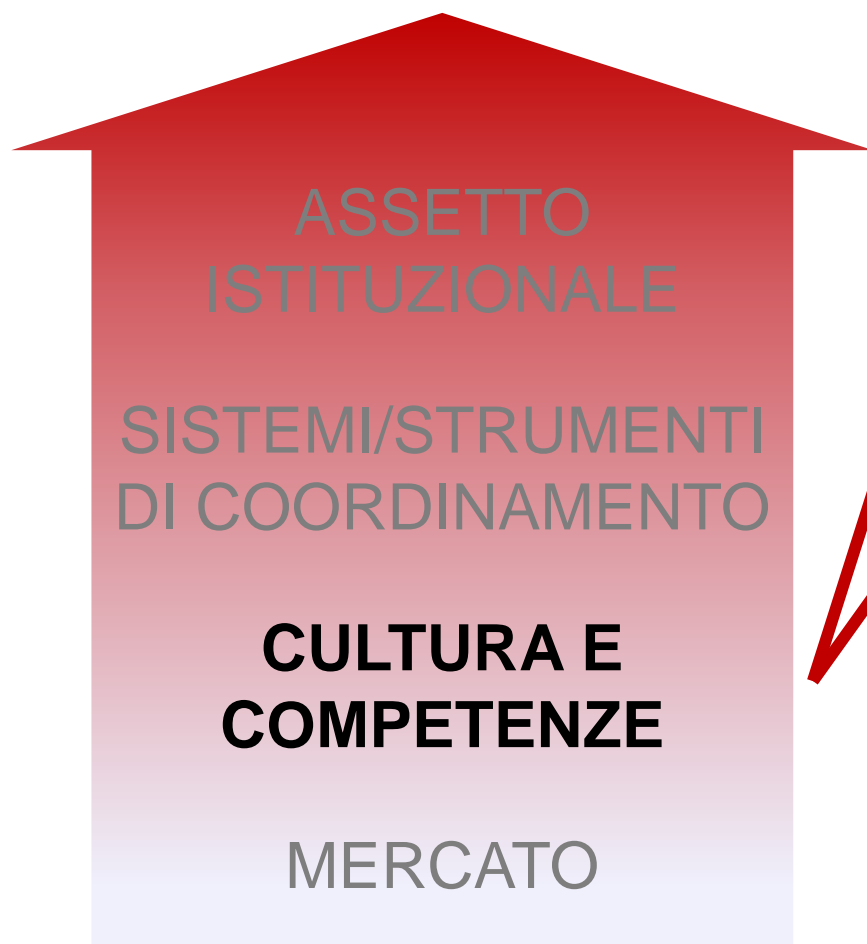 ASSETTO
ISTITUZIONALE
SISTEMI/STRUMENTI
DI COORDINAMENTO
CULTURA E
COMPETENZE
MERCATO